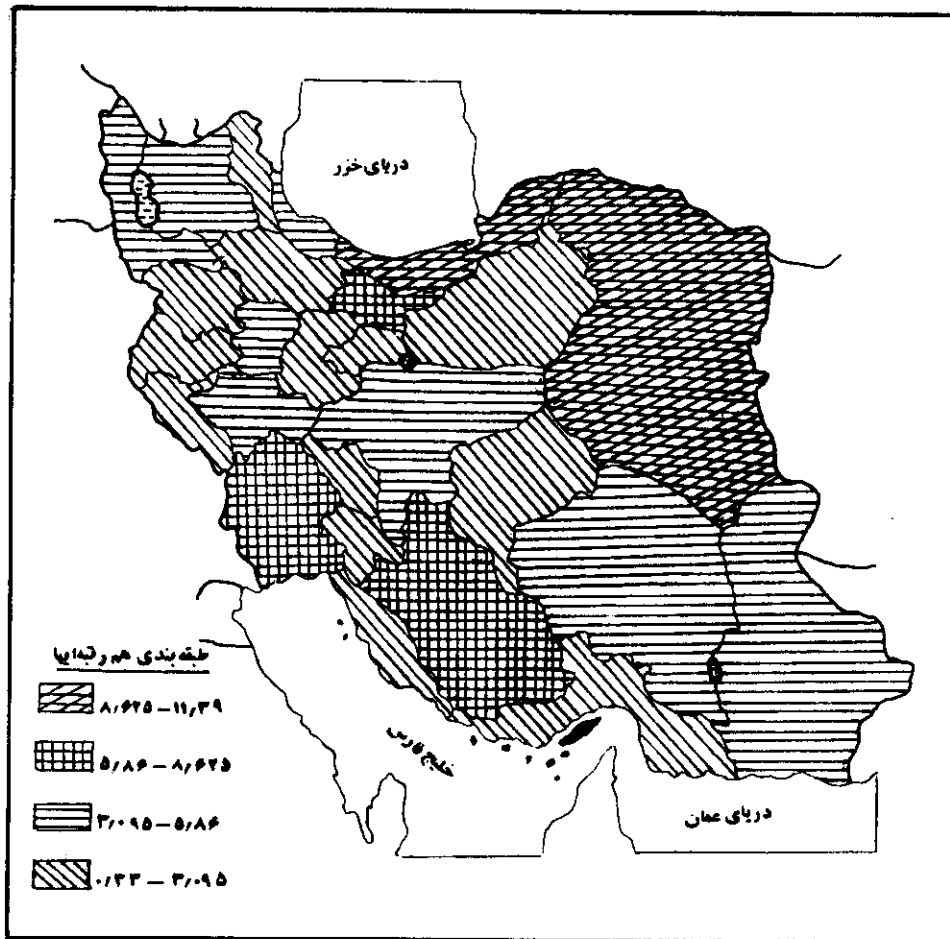 دریای خزر
طبقه بندی هم رتبه‌ایها
۸٫۶۲۵ – ۱۱٫۳۹
۵٫۸۶ – ۸٫۶۲۵
۳٫۰۹۵ – ۵٫۸۶
۰٫۳۳ – ۳٫۰۹۵
خلیج فارس
دریای عمان